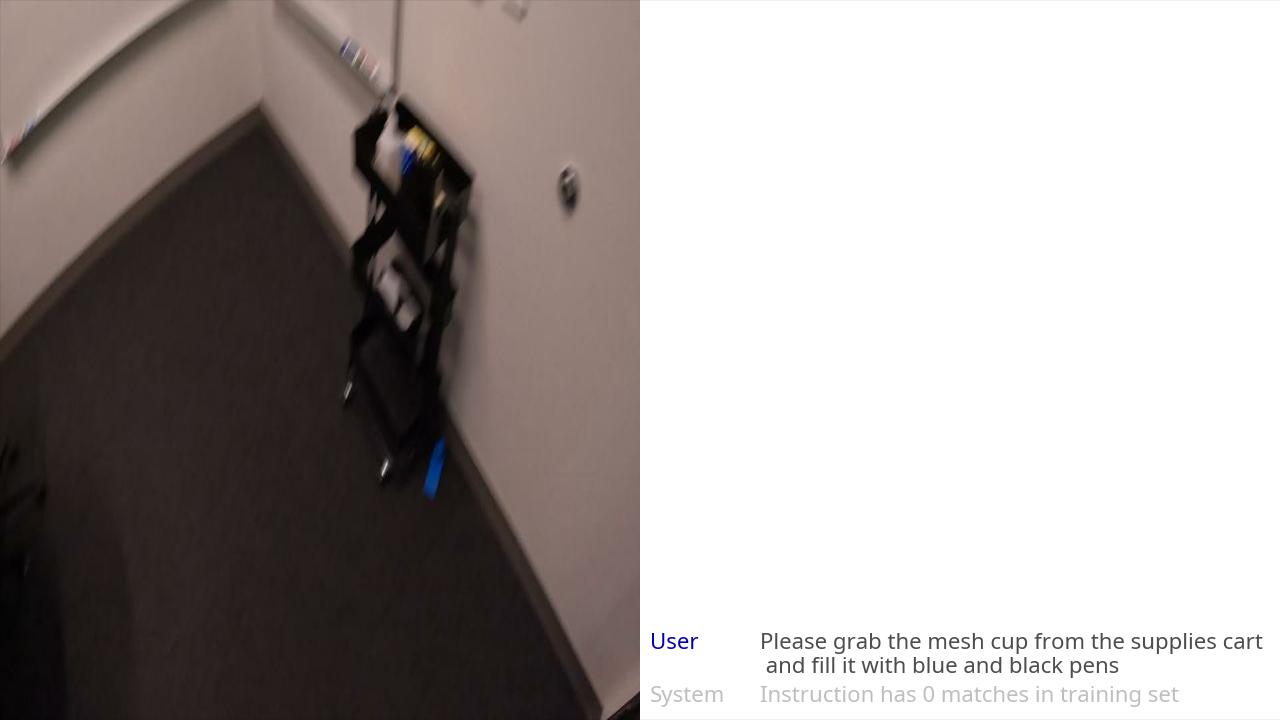 User Please grab the mesh cup from the supplies cart
and fill it with blue and black pens
System Instruction has 0 matches in training set